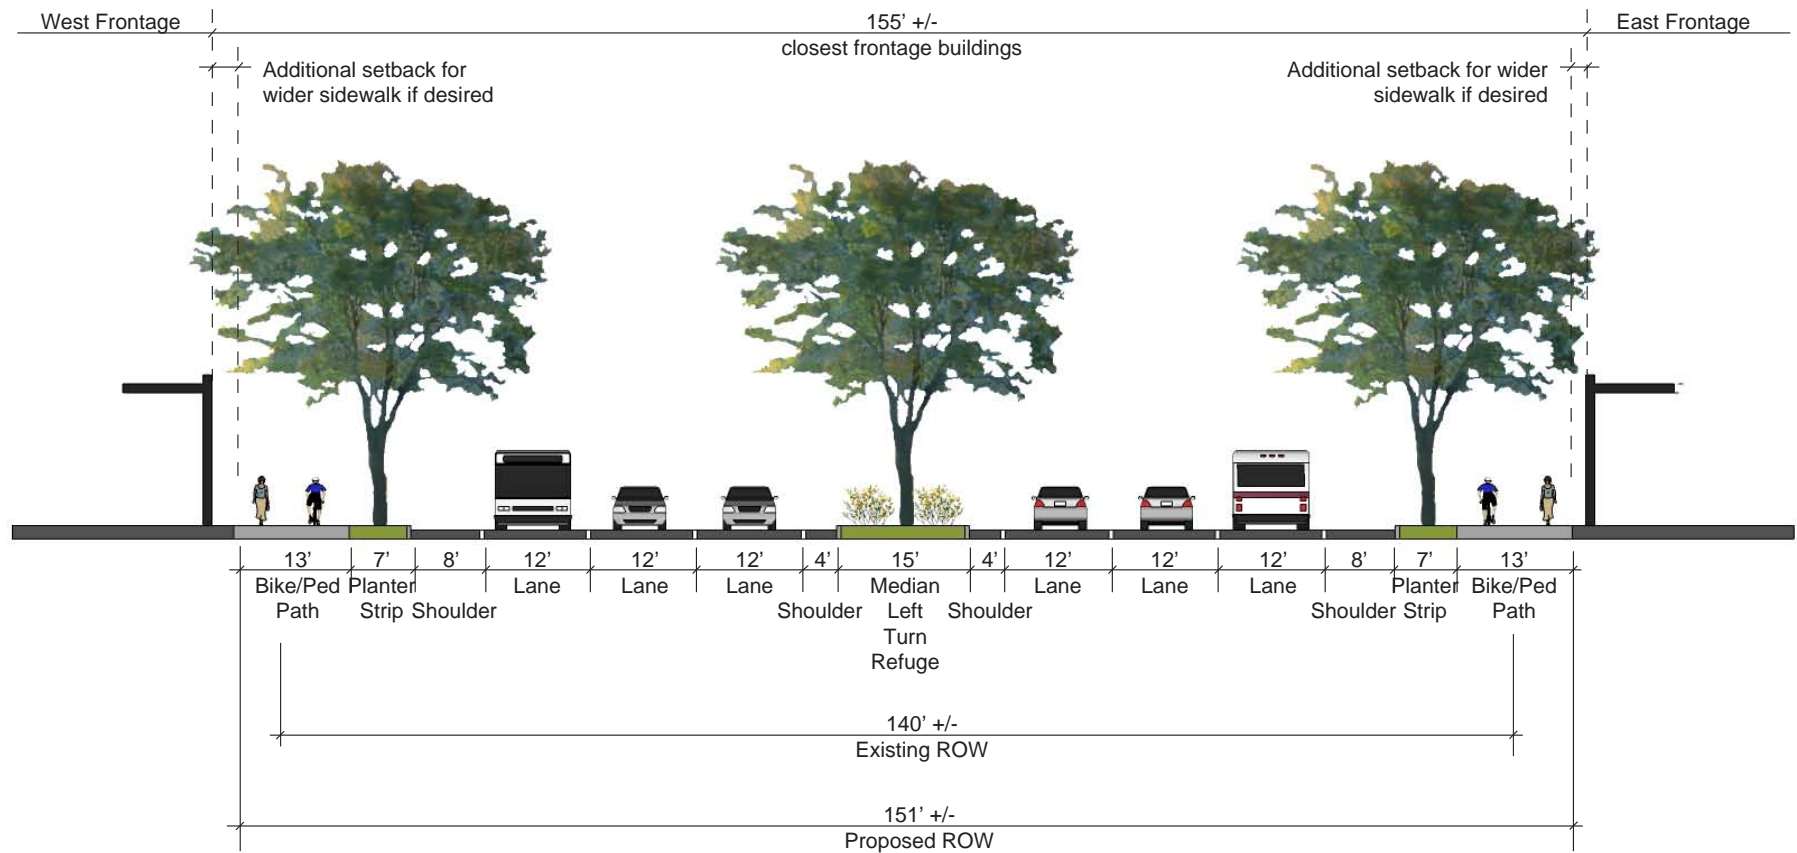 West Frontage
155’ +/-
East Frontage
closest frontage buildings
Additional setback for
wider sidewalk if desired
Additional setback for wider
sidewalk if desired
13’ 7’ 8’ 12’ 12’ 12’ 4’ 15’ 4’ 12’ 12’ 12’ 8’ 7’ 13’
Bike/Ped Planter Lane Lane Lane Median Lane Lane Lane Planter Bike/Ped
Path Strip Shoulder Shoulder Left Shoulder Shoulder Strip Path
Turn
Refuge
140’ +/-
Existing ROW
151’ +/-
Proposed ROW